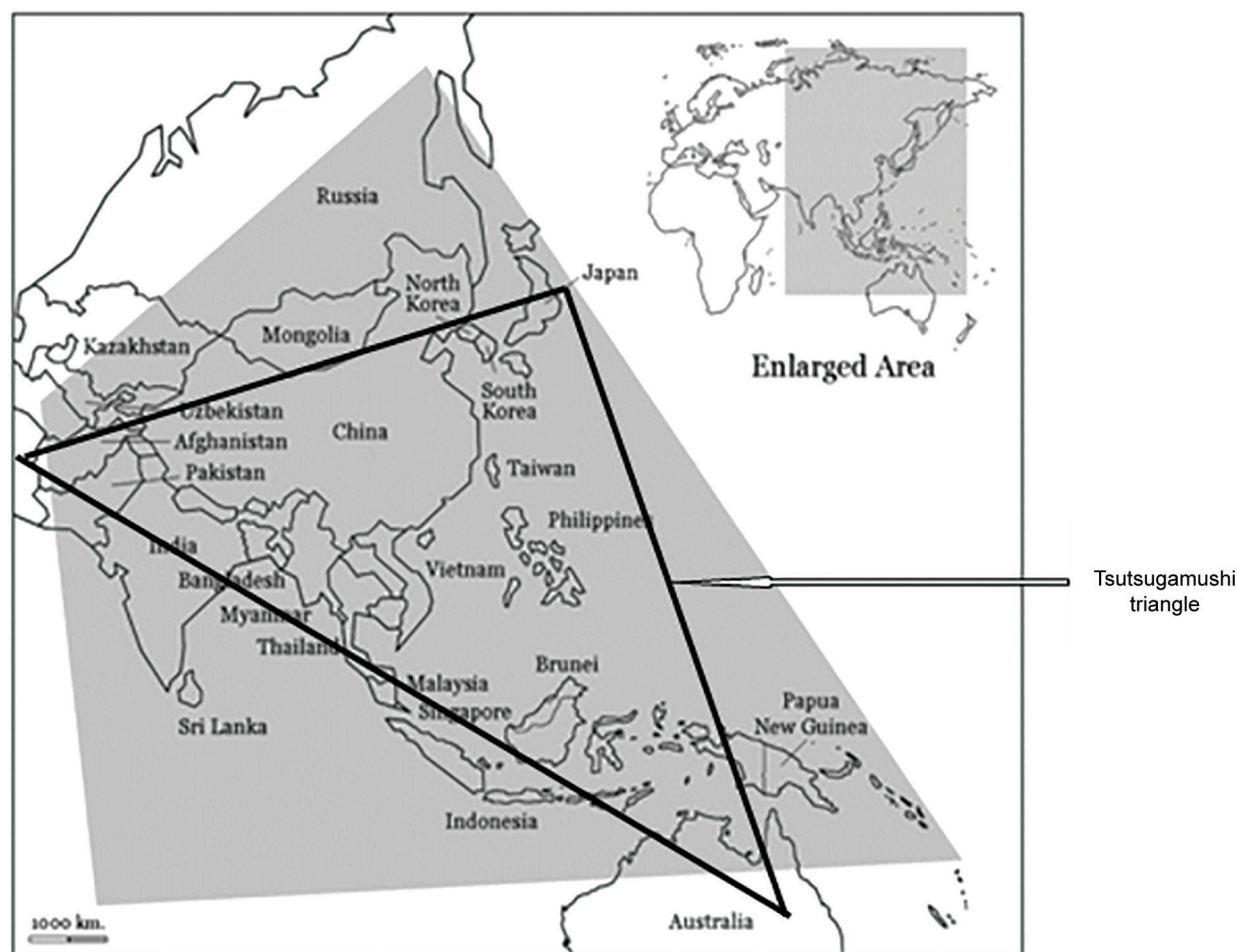 Russia
Japan
North
Korea
Mongolia
Kazakhstan
Enlarged Area
South
Korea
Uzbekistan
China
Afghanistan
Pakistan
Taiwan
Philippines
India
Vietnam
Bangladesh
Tsutsugamushi
triangle
Myanmar
Thailand
Brunei
Malaysia
Singapore
Papua
New Guinea
Sri Lanka
Indonesia
Australia
1000 km.